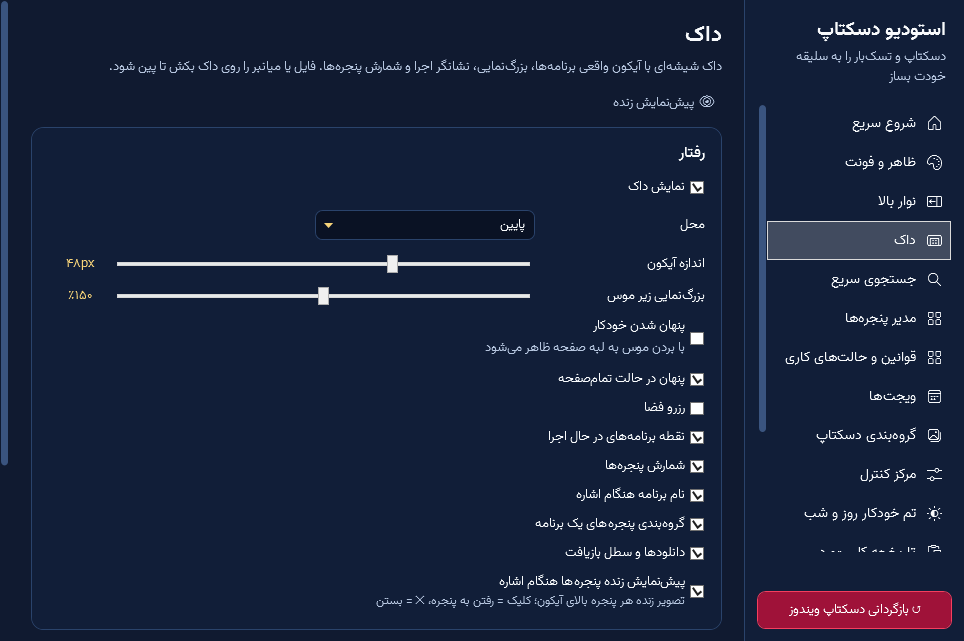 استودیو دسکتاپ
دسکتاپ و تسک‌بار را به سلیقه
خودت بساز
شروع سریع
ظاهر و فونت
نوار بالا
داک
جستجوی سریع
مدیر پنجره‌ها
قوانین و حالت‌های کاری
ویجت‌ها
گروه‌بندی دسکتاپ
مرکز کنترل
تم خودکار روز و شب
↺ بازگردانی دسکتاپ ویندوز
داک
داک شیشه‌ای با آیکون واقعی برنامه‌ها، بزرگ‌نمایی، نشانگر اجرا و شمارش پنجره‌ها. فایل یا میانبر را روی داک بکش تا پین شود.
پیش‌نمایش زنده
رفتار
نمایش داک
محل
پایین
اندازه آیکون
۴۸px
بزرگ‌نمایی زیر موس
٪۱۵۰
پنهان شدن خودکار
با بردن موس به لبه صفحه ظاهر می‌شود
پنهان در حالت تمام‌صفحه
رزرو فضا
نقطه برنامه‌های در حال اجرا
شمارش پنجره‌ها
نام برنامه هنگام اشاره
گروه‌بندی پنجره‌های یک برنامه
دانلودها و سطل بازیافت
پیش‌نمایش زنده پنجره‌ها هنگام اشاره
تصویر زنده هر پنجره بالای آیکون؛ کلیک = رفتن به پنجره، ✕ = بستن